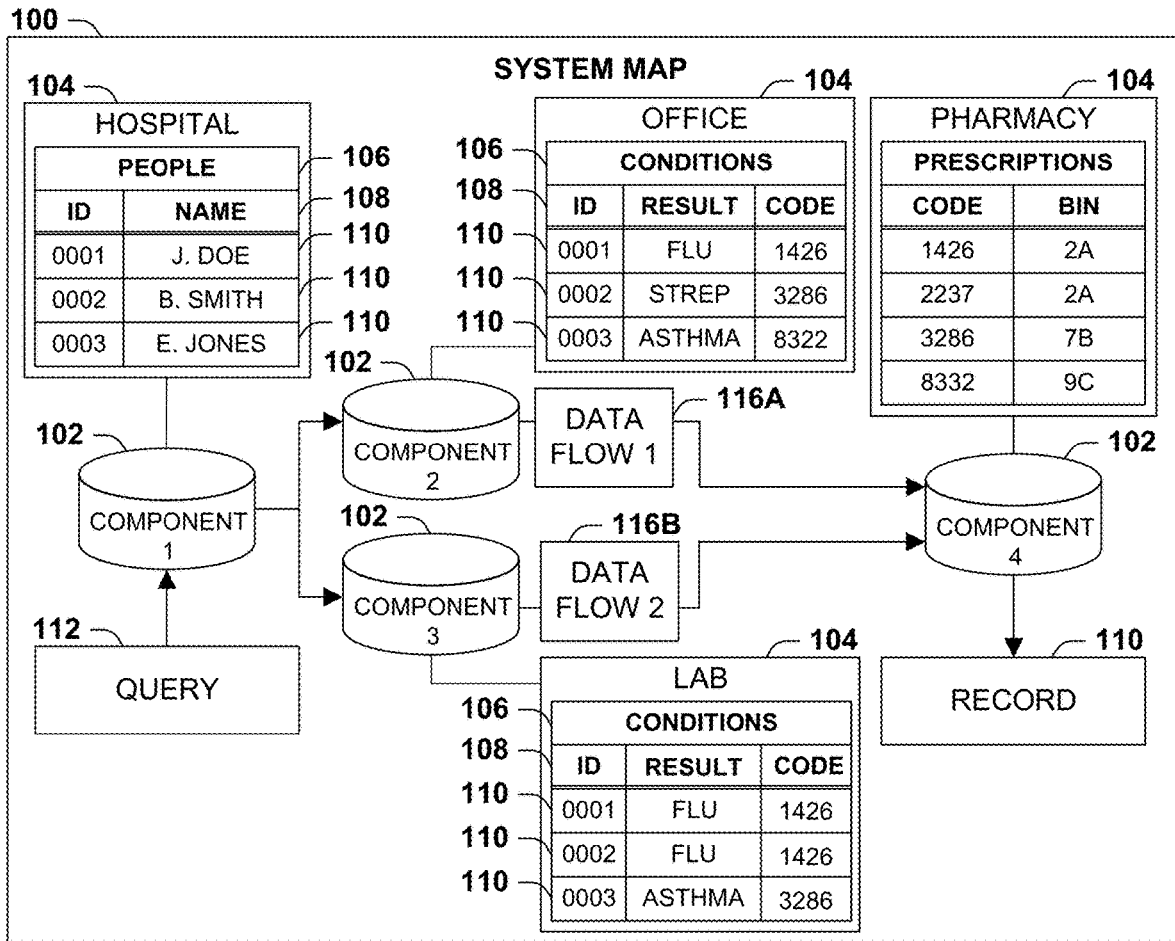 100
SYSTEM MAP
104
HOSPITAL
PEOPLE
106
ID NAME
108
0001 J. DOE
110
0002 B. SMITH
110
0003 E. JONES
110
104
OFFICE
106
CONDITIONS
108
ID RESULT CODE
110
0001 FLU 1426
110
0002 STREP 3286
110
0003 ASTHMA 8322
104
PHARMACY
PRESCRIPTIONS
CODE BIN
1426 2A
2237 2A
3286 7B
8332 9C
102
COMPONENT
1
102
COMPONENT
2
DATA
FLOW 1
116A
102
COMPONENT
3
116B
DATA
FLOW 2
102
COMPONENT
4
112
QUERY
104
LAB
106
CONDITIONS
108
ID RESULT CODE
110
0001 FLU 1426
110
0002 FLU 1426
110
0003 ASTHMA 3286
110
RECORD